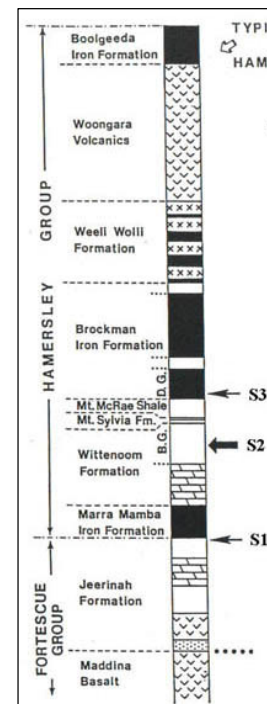 TYPI
HAM
Boolgeeda
Iron Formation
Woongara
Volcanics
GROUP
Weeli Wolli
Formation
Brockman
Iron Formation
HAMERSLEY
D.G.
S3
Mt. McRae Shale
Mt. Sylvia Fm.
B.G.
S2
Wittenoom
Formation
Marra Mamba
Iron Formation
S1
Jeerinah
Formation
FORTESCUE
GROUP
Maddina
Basalt